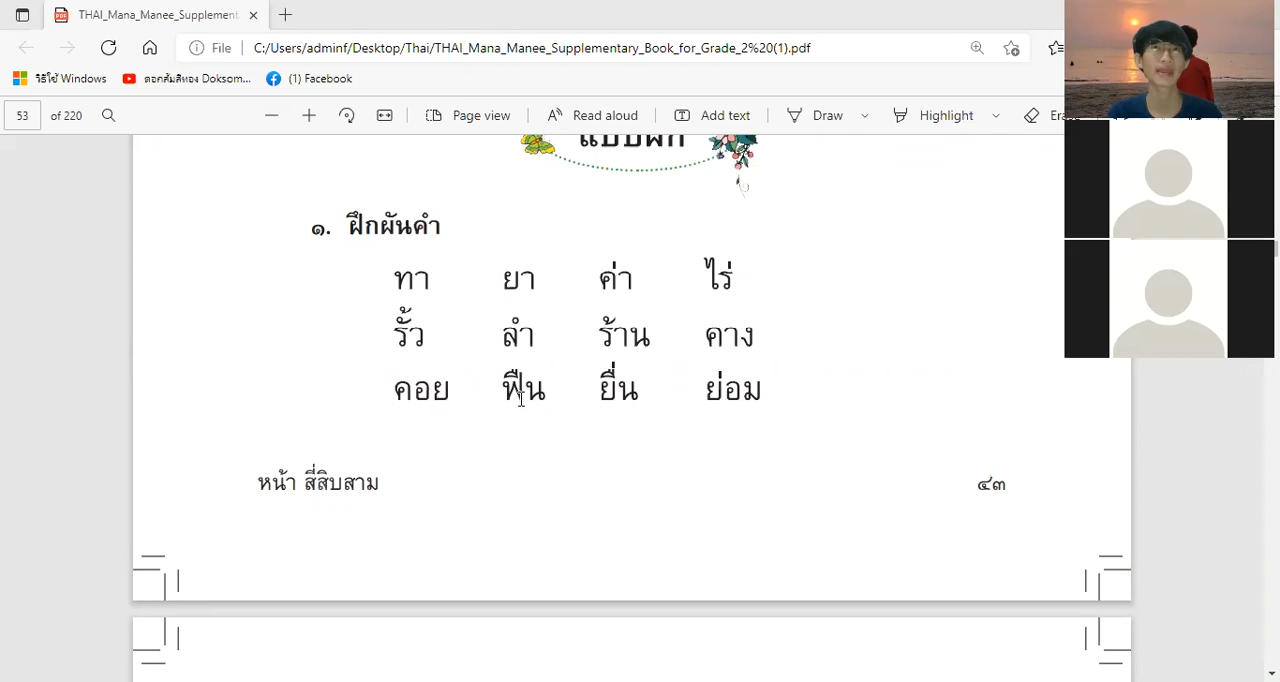 THAI_Mana_Manee_Supplement
File C:/Users/adminf/Desktop/Thai/THAI_Mana_Manee_Supplementary_Book_for_Grade_2%20(1).pdf
วิธีใช้ Windows ดอกส้มสีทอง Doksom... (1) Facebook
53 of 220 Page view Read aloud Add text Draw Highlight
แบบฝึก
๑. ฝึกผันคำ
ทา ยา ค่า ไร่
รั้ว ลำ ร้าน คาง
คอย ฟืน ยื่น ย่อม
หน้า สี่สิบสาม ๔๓